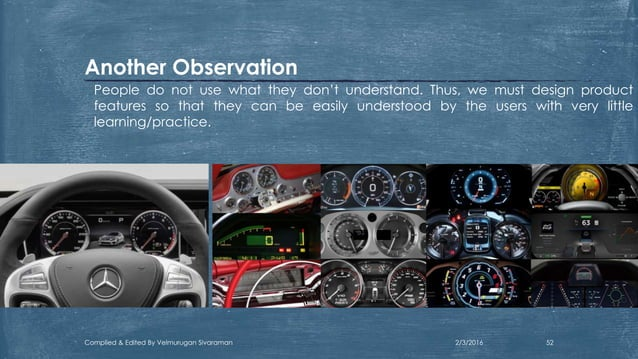 Another Observation
People do not use what they don't understand. Thus, we must design product
features so that they can be easily understood by the users with very little
learning/practice.
63
Complied & Edited By Velmurugan Sivaraman 2/3/2016 52